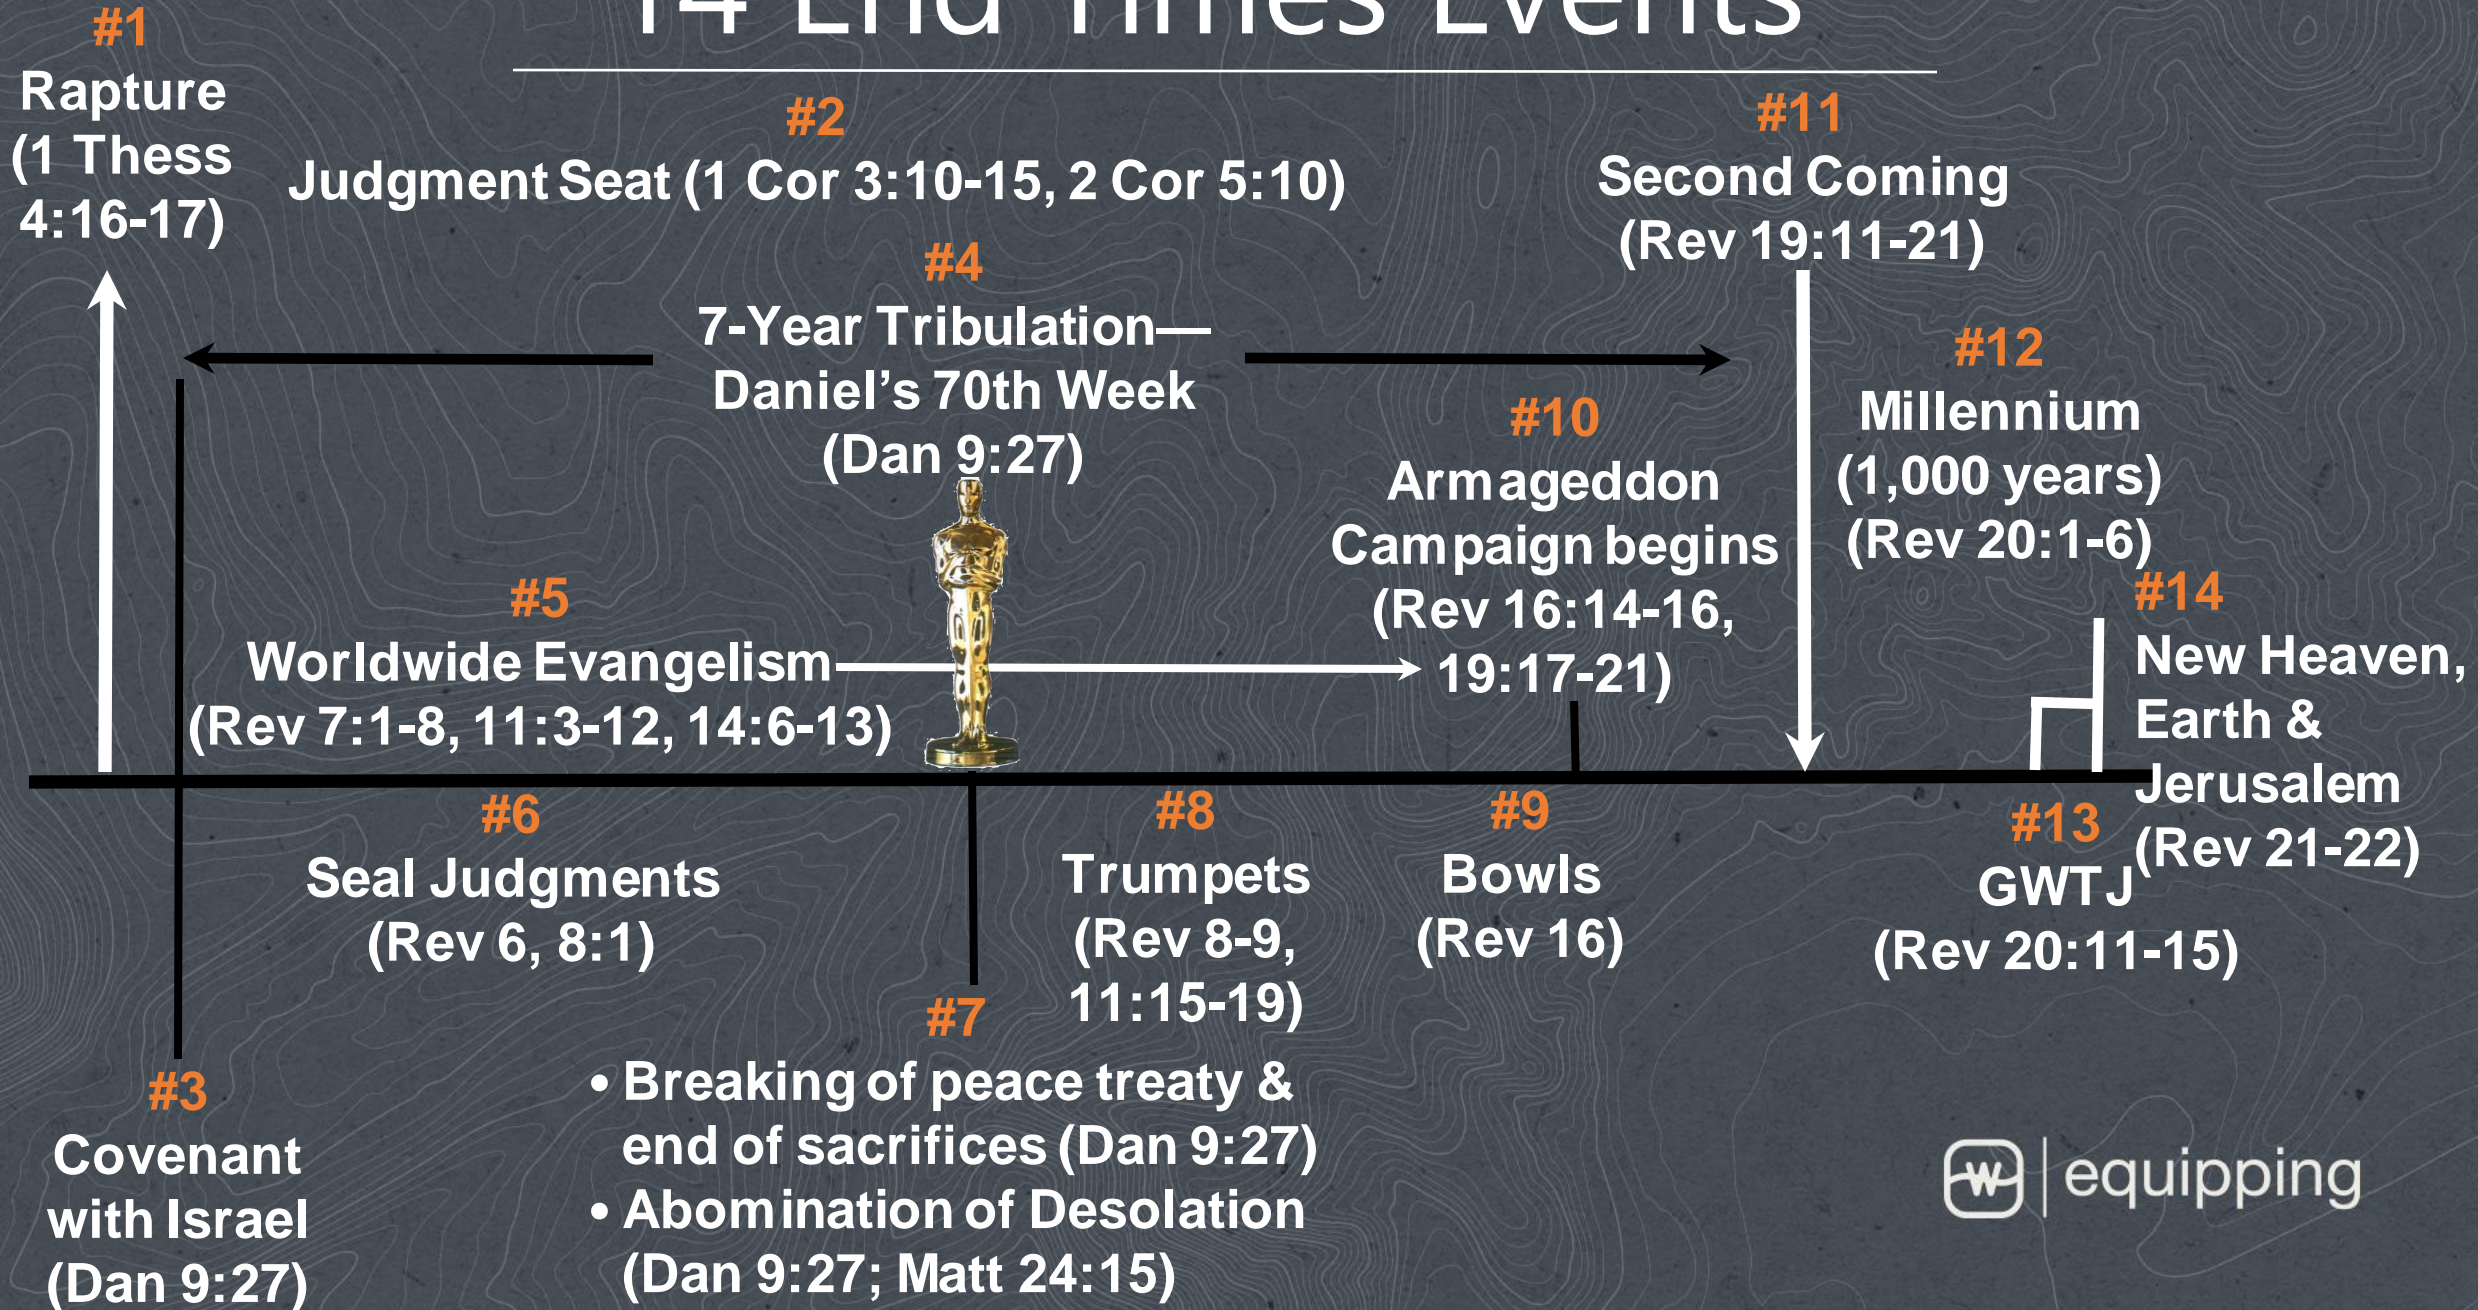 14 End Times Events
#1
Rapture
(1 Thess
4:16-17)
#2
Judgment Seat (1 Cor 3:10-15, 2 Cor 5:10)
#11
Second Coming
(Rev 19:11-21)
#4
7-Year Tribulation—
Daniel’s 70th Week
(Dan 9:27)
#12
Millennium
(1,000 years)
(Rev 20:1-6)
#10
Armageddon
Campaign begins
(Rev 16:14-16,
19:17-21)
#5
Worldwide Evangelism
(Rev 7:1-8, 11:3-12, 14:6-13)
#14
New Heaven,
Earth &
Jerusalem
(Rev 21-22)
#6
Seal Judgments
(Rev 6, 8:1)
#8
Trumpets
(Rev 8-9,
11:15-19)
#9
Bowls
(Rev 16)
#13
GWTJ
(Rev 20:11-15)
#7
• Breaking of peace treaty &
end of sacrifices (Dan 9:27)
• Abomination of Desolation
(Dan 9:27; Matt 24:15)
#3
Covenant
with Israel
(Dan 9:27)
w | equipping